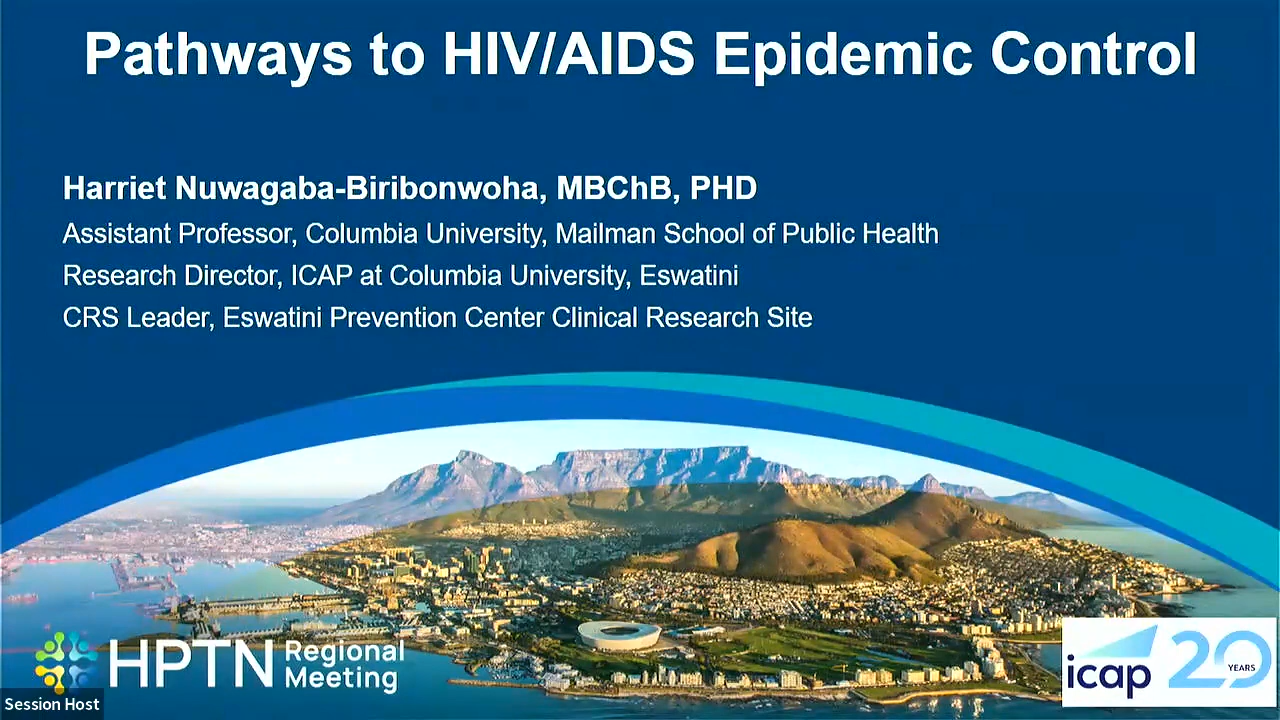 Pathways to HIV/AIDS Epidemic Control
Harriet Nuwagaba-Biribonwoha, MBChB, PHD
Assistant Professor, Columbia University, Mailman School of Public Health
Research Director, ICAP at Columbia University, Eswatini
CRS Leader, Eswatini Prevention Center Clinical Research Site
HPTN Regional
Meeting
Session Host
icap 20 YEARS